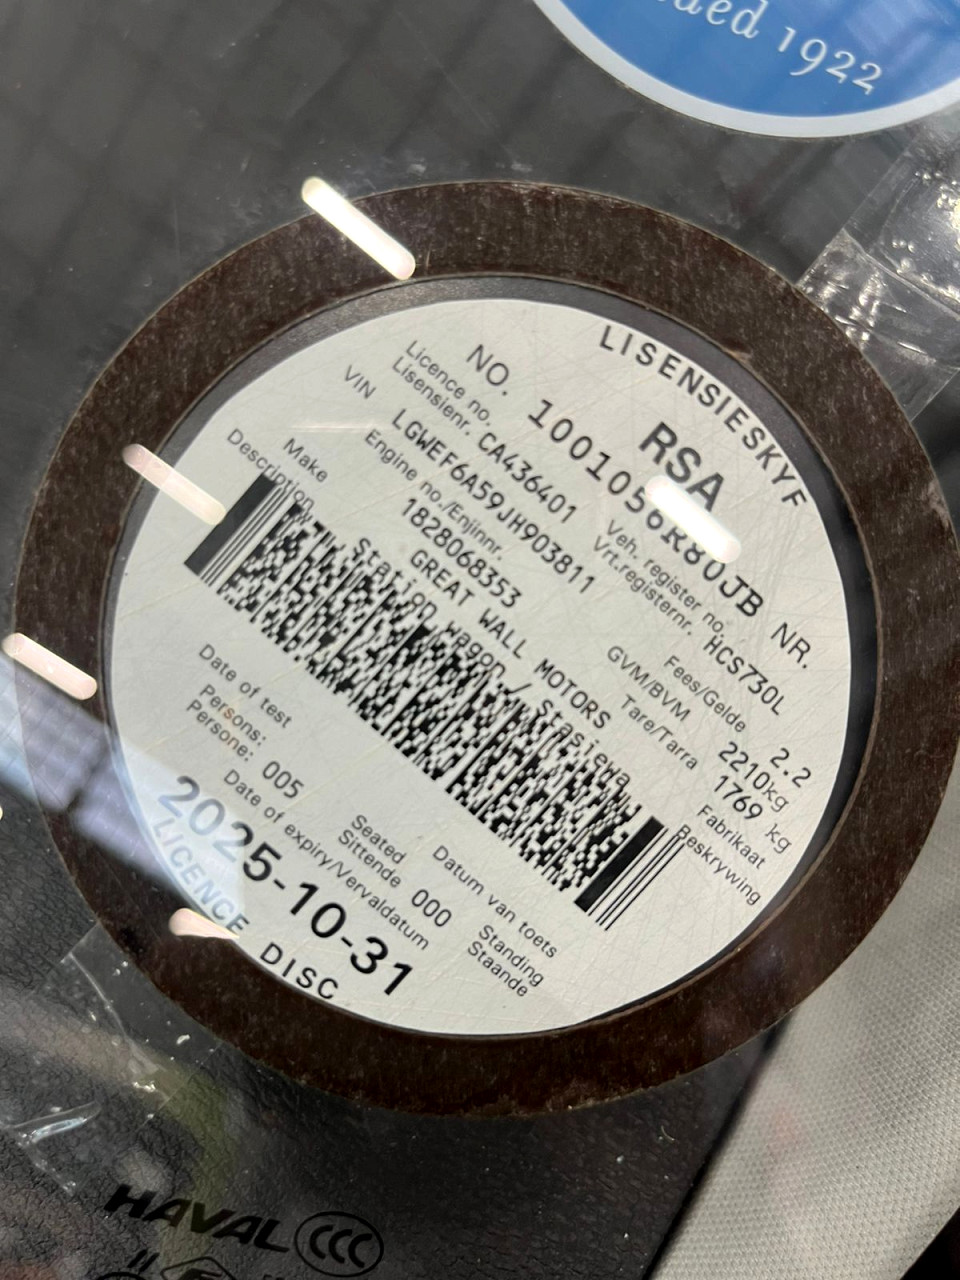 1922
LISENSIESKYF
RSA
NO. NR.
Licence no.
Lisensienr. CA436401
Veh. register no.
Vrt.registernr. HCS730L
VIN LGWEF6A59JH903811
Fees/Gelde 2.2
Engine no./Enjinnr.
1828068353
GVM/BVM 2210kg
Tare/Tarra 1769 kg
Make GREAT WALL MOTORS Fabrikaat
Description Station wagon/Stasiewa Beskrywing
Date of test Datum van toets
Persons:
Persone: 005
Seated
Sittende 000
Standing
Staande
Date of expiry/Vervaldatum
2025-10-31
LICENCE DISC
HAVAL CCC